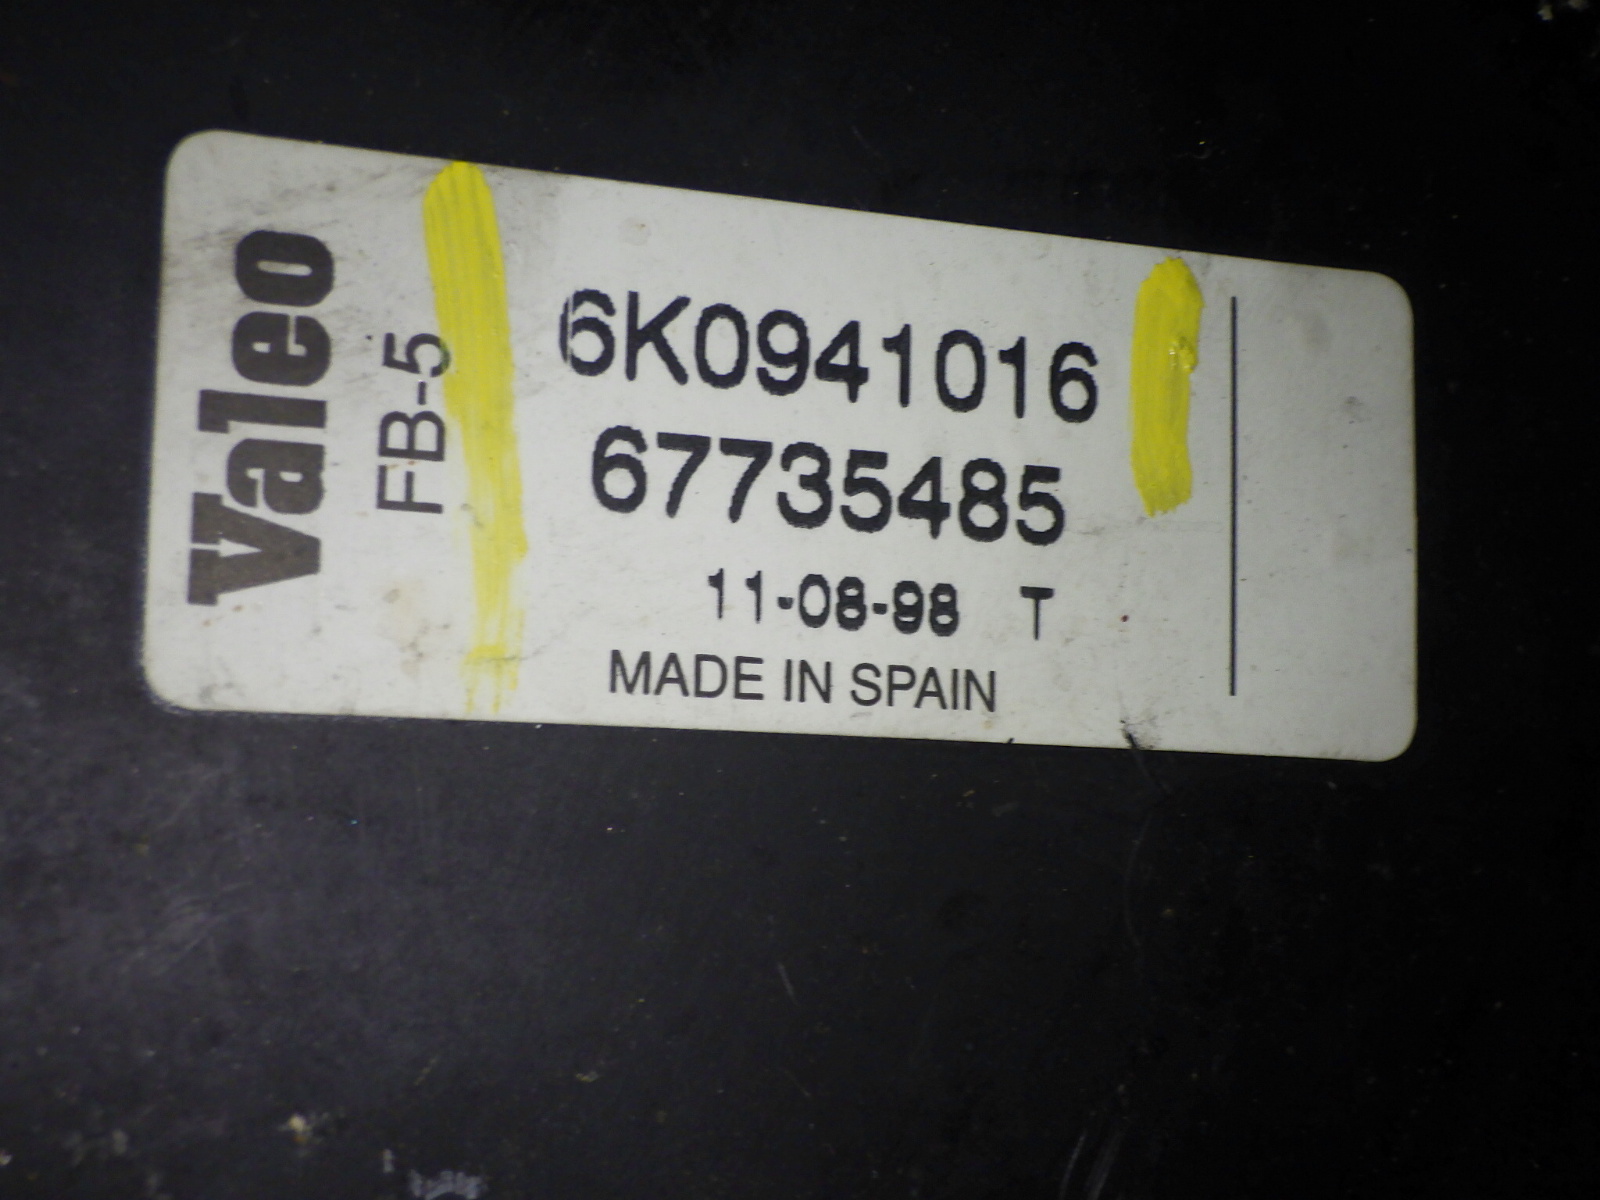 Valeo
FB-5
6K0941016
67735485
11-08-98 T
MADE IN SPAIN